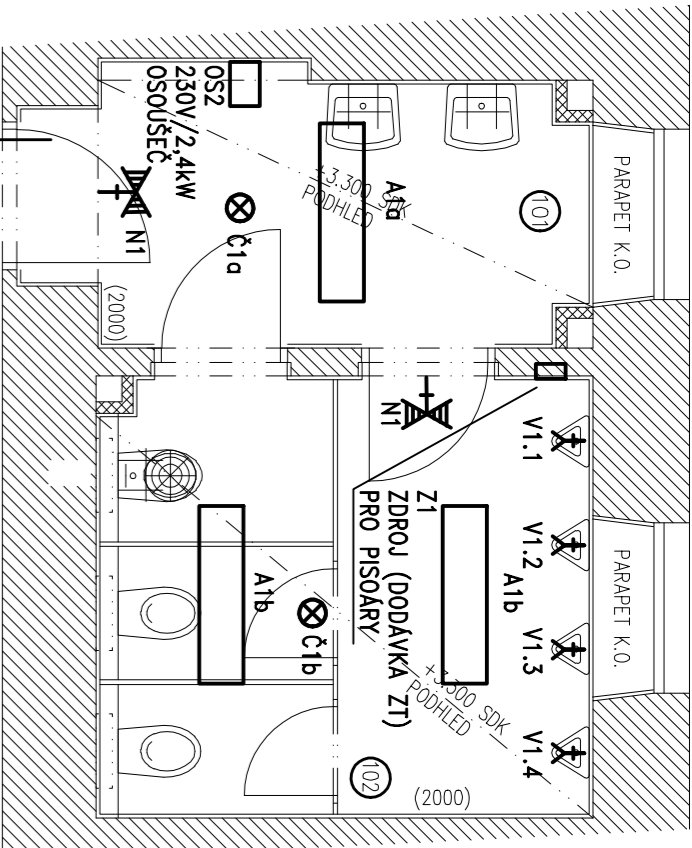 PARAPET K.O.
101
A1a
+3.300 SDK
PODHLED
OS2
230V/2,4kW
OSOUŠEČ
Č1a
N1
(2000)
PARAPET K.O.
V1.1
V1.2
V1.3
V1.4
N1
Z1
ZDROJ (DODÁVKA ZT)
PRO PISOÁRY
A1b
A1b
Č1b
+3.300 SDK
PODHLED
102
(2000)